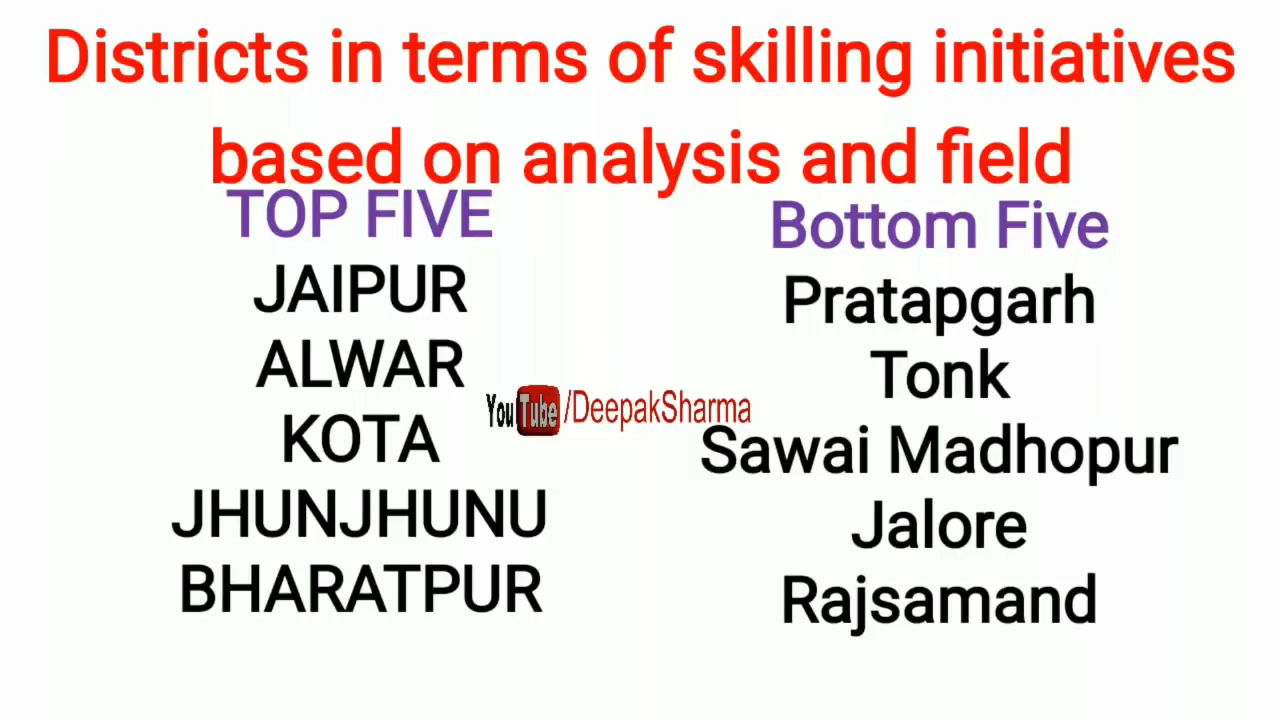 Districts in terms of skilling initiatives
based on analysis and field
TOP FIVE
JAIPUR
ALWAR
KOTA
JHUNJHUNU
BHARATPUR
Bottom Five
Pratapgarh
Tonk
Sawai Madhopur
Jalore
Rajsamand
YouTube/DeepakSharma